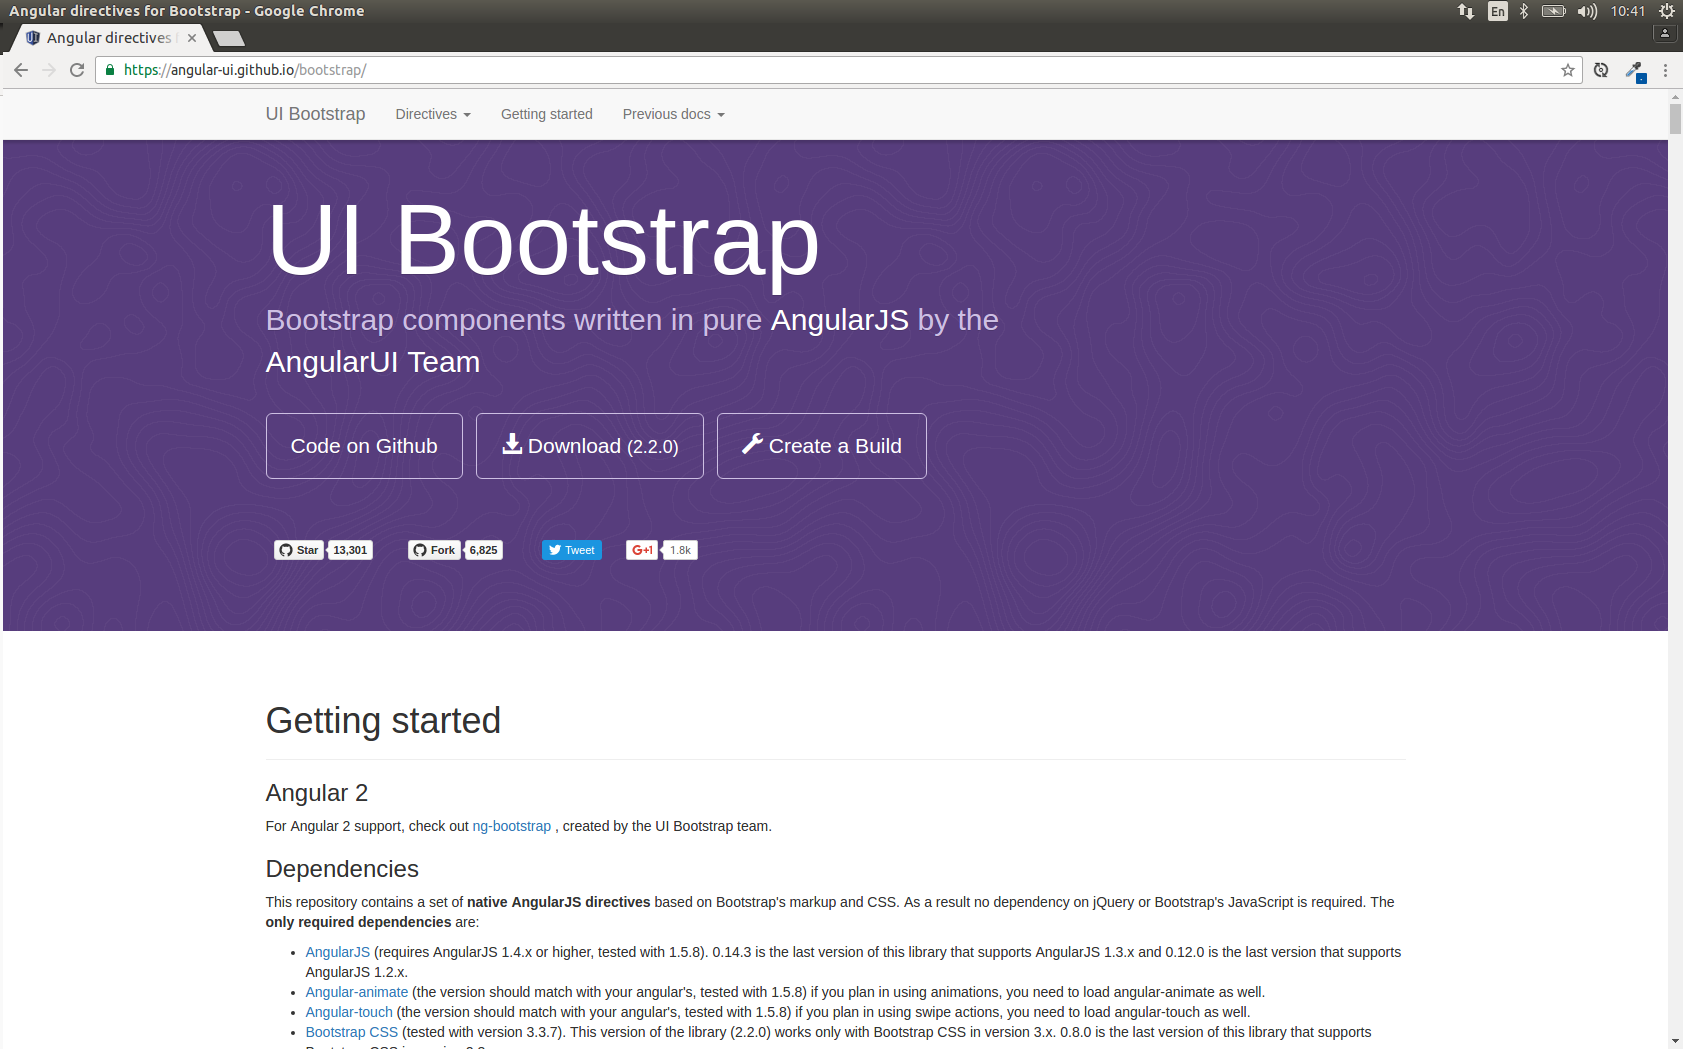 Angular directives for Bootstrap - Google Chrome
En
10:41
Angular directives
https://angular-ui.github.io/bootstrap/
UI Bootstrap
Directives
Getting started
Previous docs
UI Bootstrap
Bootstrap components written in pure AngularJS by the
AngularUI Team
Code on Github
Download (2.2.0)
Create a Build
Star
13,301
Fork
6,825
Tweet
G+1
1.8k
Getting started
Angular 2
For Angular 2 support, check out ng-bootstrap , created by the UI Bootstrap team.
Dependencies
This repository contains a set of native AngularJS directives based on Bootstrap's markup and CSS. As a result no dependency on jQuery or Bootstrap's JavaScript is required. The
only required dependencies are:
• AngularJS (requires AngularJS 1.4.x or higher, tested with 1.5.8). 0.14.3 is the last version of this library that supports AngularJS 1.3.x and 0.12.0 is the last version that supports
AngularJS 1.2.x.
• Angular-animate (the version should match with your angular's, tested with 1.5.8) if you plan in using animations, you need to load angular-animate as well.
• Angular-touch (the version should match with your angular's, tested with 1.5.8) if you plan in using swipe actions, you need to load angular-touch as well.
• Bootstrap CSS (tested with version 3.3.7). This version of the library (2.2.0) works only with Bootstrap CSS in version 3.x. 0.8.0 is the last version of this library that supports